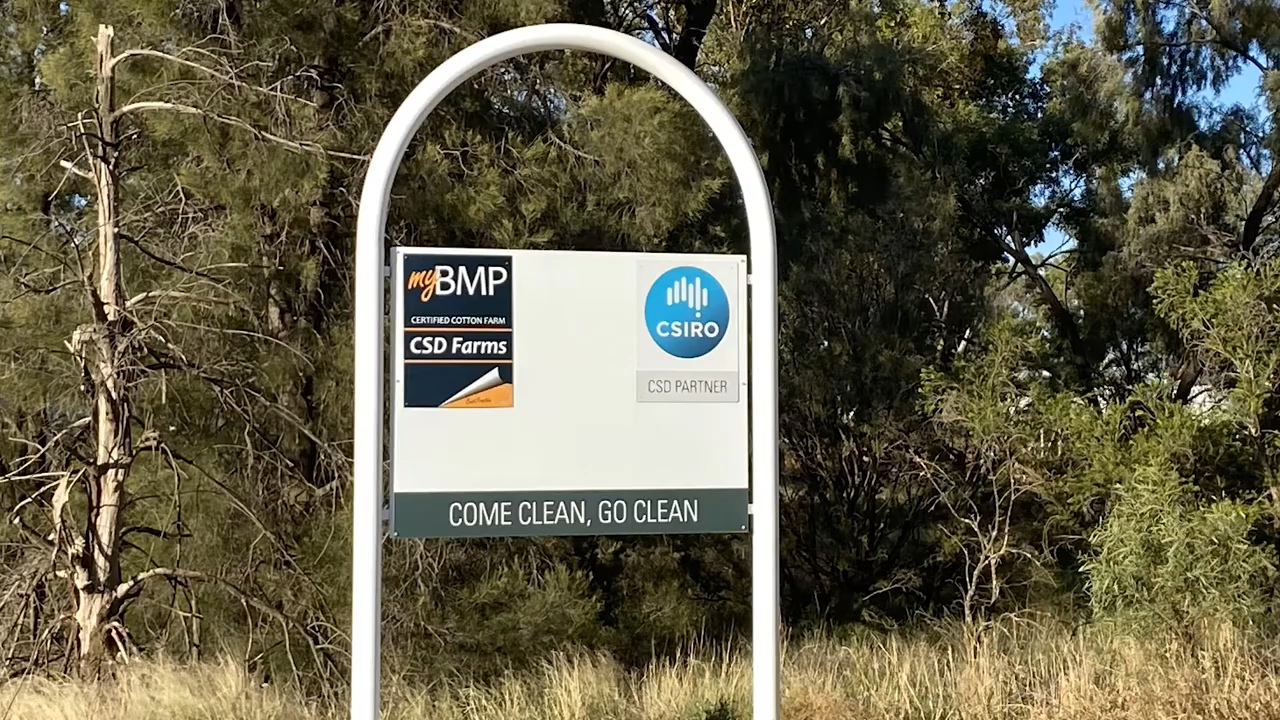 myBMP
CERTIFIED COTTON FARM
CSD Farms
CSIRO
CSD PARTNER
COME CLEAN, GO CLEAN